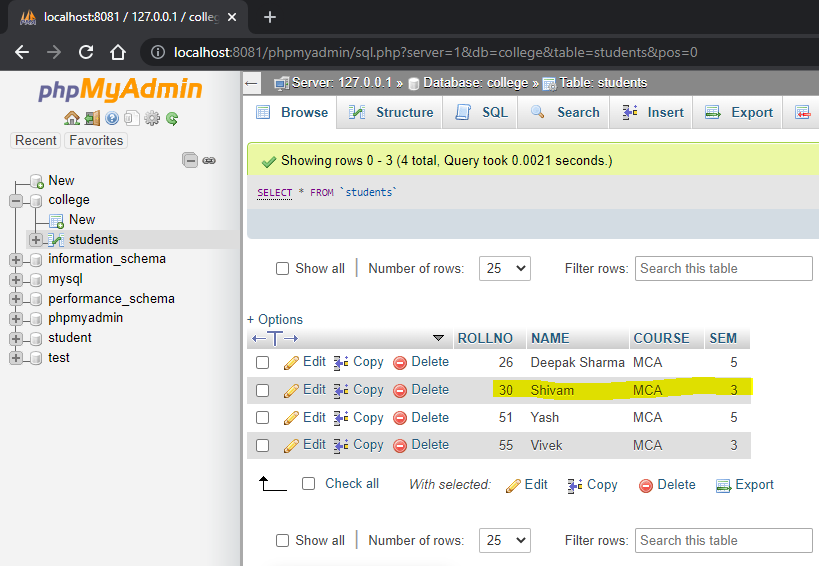 localhost:8081 / 127.0.0.1 / colleg
localhost:8081/phpmyadmin/sql.php?server=1&db=college&table=students&pos=0
phpMyAdmin
Recent Favorites
New
college
New
students
information_schema
mysql
performance_schema
phpmyadmin
student
test
Server: 127.0.0.1 » Database: college » Table: students
Browse Structure SQL Search Insert Export
Showing rows 0 - 3 (4 total, Query took 0.0021 seconds.)
SELECT * FROM `students`
Show all Number of rows: 25 Filter rows: Search this table
+ Options
ROLLNO NAME COURSE SEM
Edit Copy Delete 26 Deepak Sharma MCA 5
Edit Copy Delete 30 Shivam MCA 3
Edit Copy Delete 51 Yash MCA 5
Edit Copy Delete 55 Vivek MCA 3
Check all With selected: Edit Copy Delete Export
Show all Number of rows: 25 Filter rows: Search this table